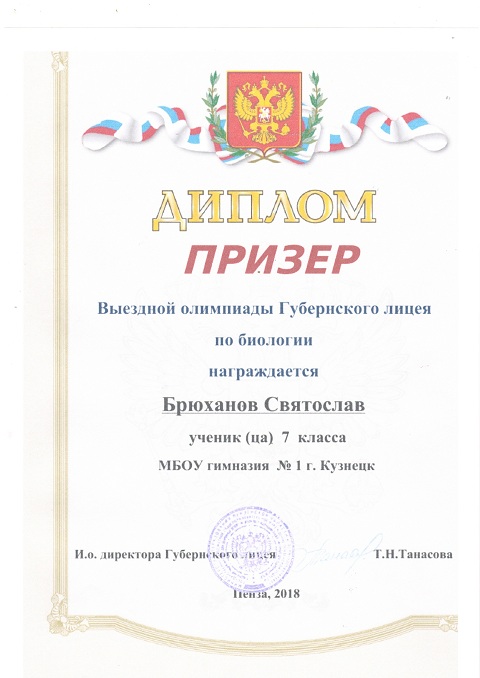 ДИПЛОМ
ПРИЗЕР
Выездной олимпиады Губернского лицея
по биологии
награждается
Брюханов Святослав
ученик (ца) 7 класса
МБОУ гимназия № 1 г. Кузнецк
И.о. директора Губернского лицея Т.Н.Танасова
Пенза, 2018